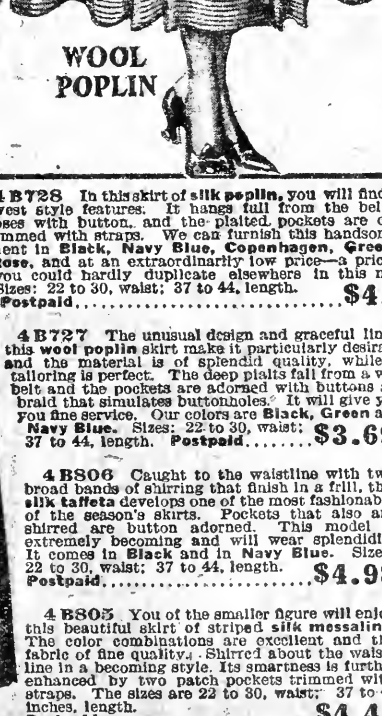 WOOL
POPLIN
4B728 In this skirt of silk poplin, you will find
west style features. It hangs full from the bel
oses with button, and the plaited pockets are o
mmed with straps. We can furnish this handsom
ent in Black, Navy Blue, Copenhagen, Gree
Rose, and at an extraordinarily low price—a pric
you could hardly duplicate elsewhere in this m
Sizes: 22 to 30, waist; 37 to 44, length. $4
Postpaid
4B727 The unusual design and graceful lin
this wool poplin skirt make it particularly desira
and the material is of splendid quality, while
tailoring is perfect. The deep plaits fall from a w
belt and the pockets are adorned with buttons a
braid that simulates buttonholes. It will give y
you fine service. Our colors are Black, Green a
Navy Blue. Sizes: 22 to 30, waist;
37 to 44, length. Postpaid........ $3.69
4B806 Caught to the waistline with tw
broad bands of shirring that finish in a frill, th
silk taffeta develops one of the most fashionab
of the season's skirts. Pockets that also a
shirred are button adorned. This model
extremely becoming and will wear splendidl
It comes in Black and in Navy Blue. Size
22 to 30, waist; 37 to 44, length. $4.98
Postpaid
4B805 You of the smaller figure will enjo
this beautiful skirt of striped silk messalin
The color combinations are excellent and th
fabric of fine quality. Shirred about the wais
line in a becoming style. Its smartness is furth
enhanced by two patch pockets trimmed wit
straps. The sizes are 22 to 30, waist; 37 to
inches, length. $4.4